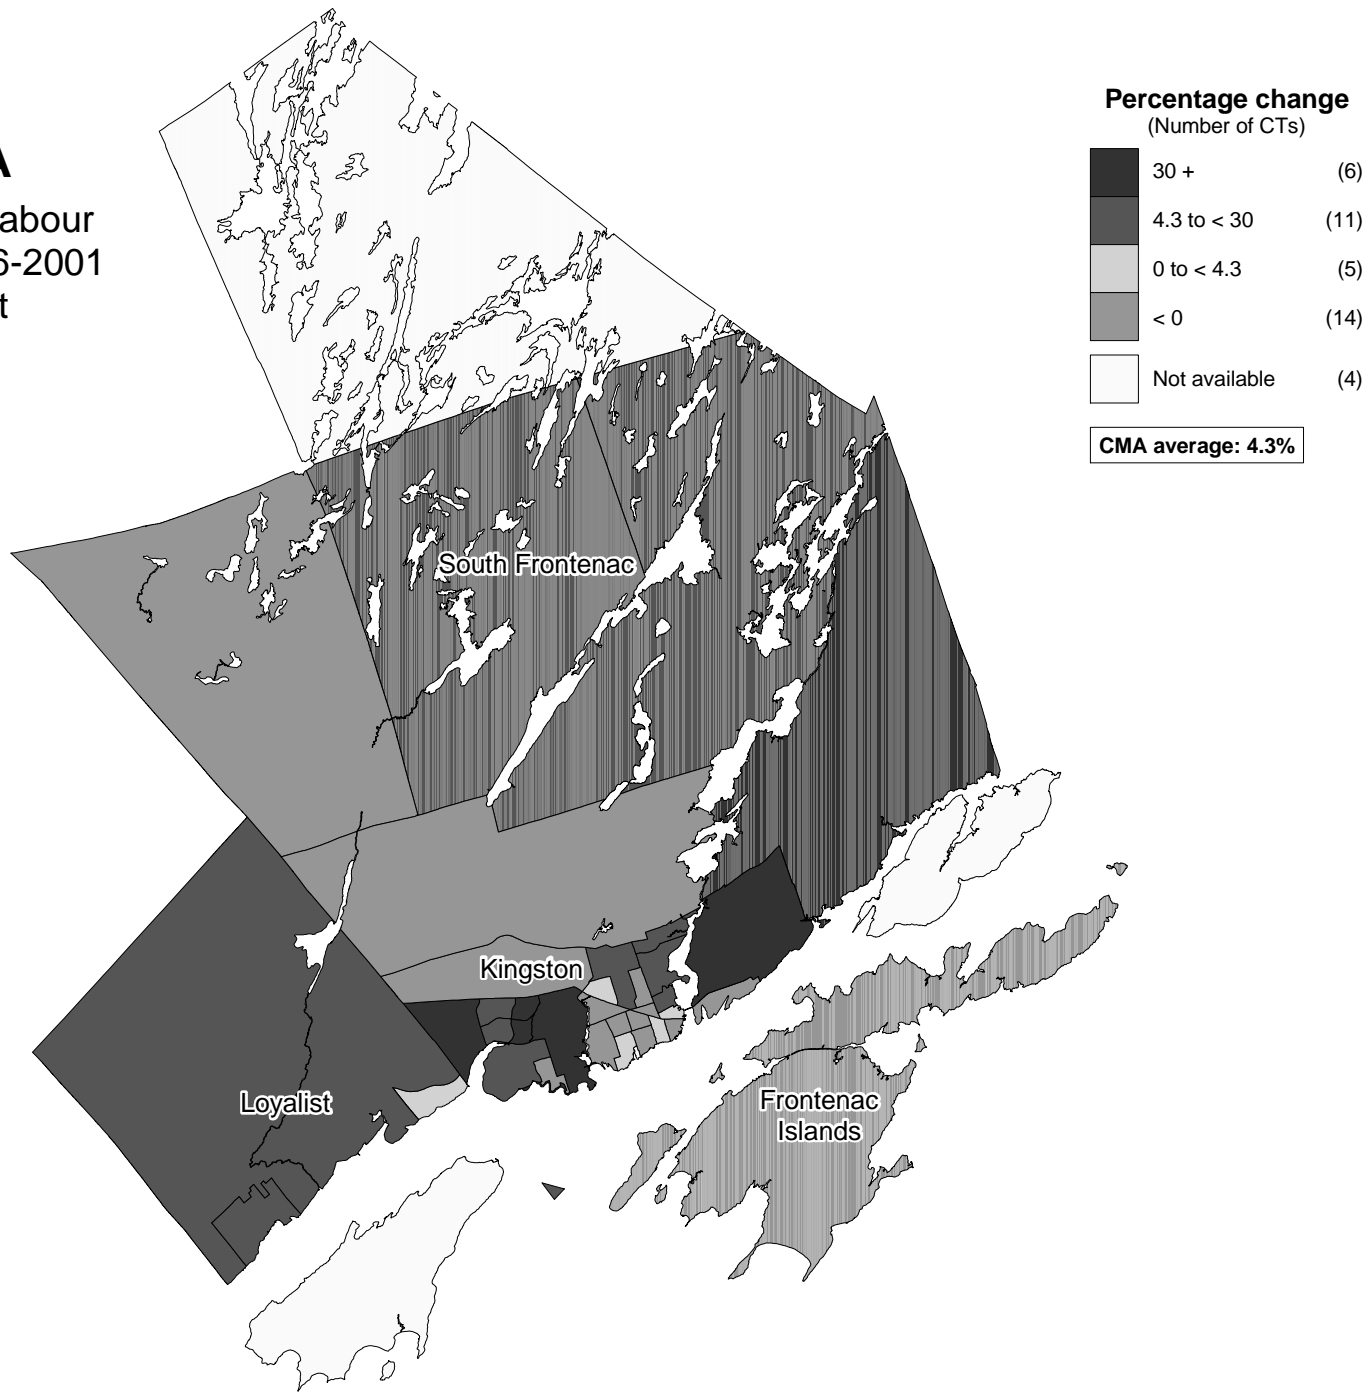 A
abour
6-2001
t
Percentage change
(Number of CTs)
30 + (6)
4.3 to < 30 (11)
0 to < 4.3 (5)
< 0 (14)
Not available (4)
CMA average: 4.3%
South Frontenac
Kingston
Loyalist
Frontenac
Islands